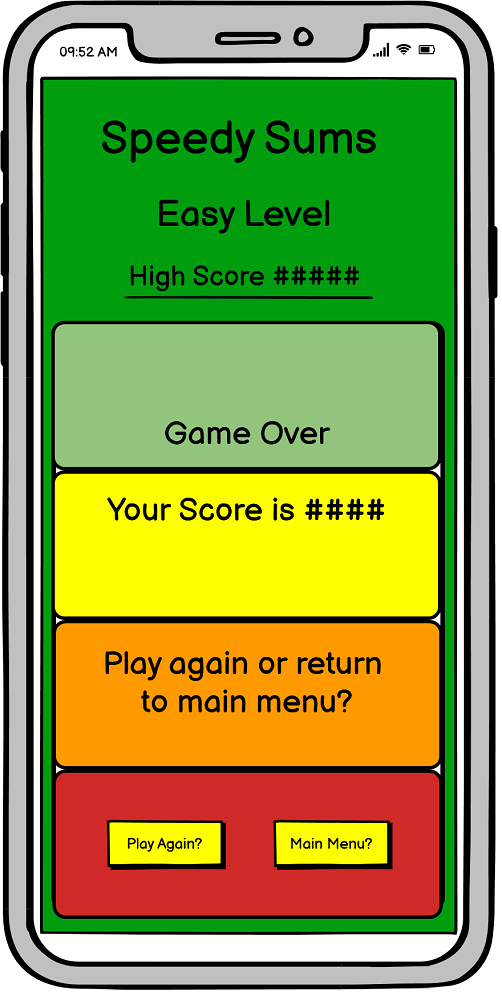 09:52 AM
Speedy Sums
Easy Level
High Score #####
Game Over
Your Score is ####
Play again or return
to main menu?
Play Again?
Main Menu?